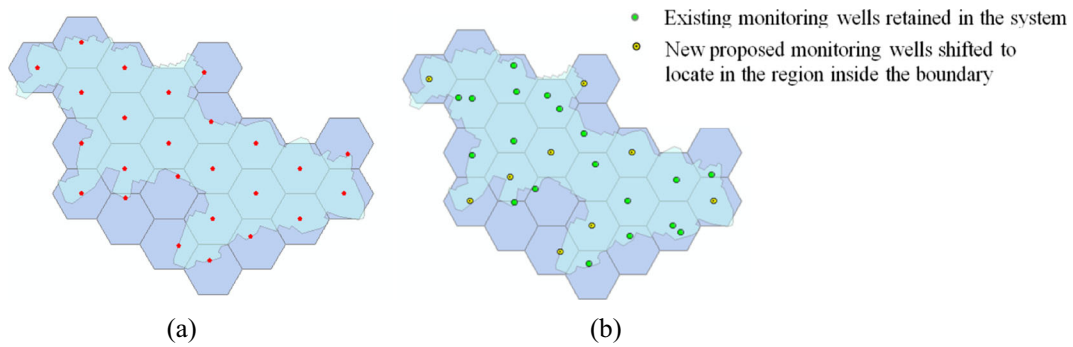 Existing monitoring wells retained in the system
New proposed monitoring wells shifted to
locate in the region inside the boundary
(a)
(b)